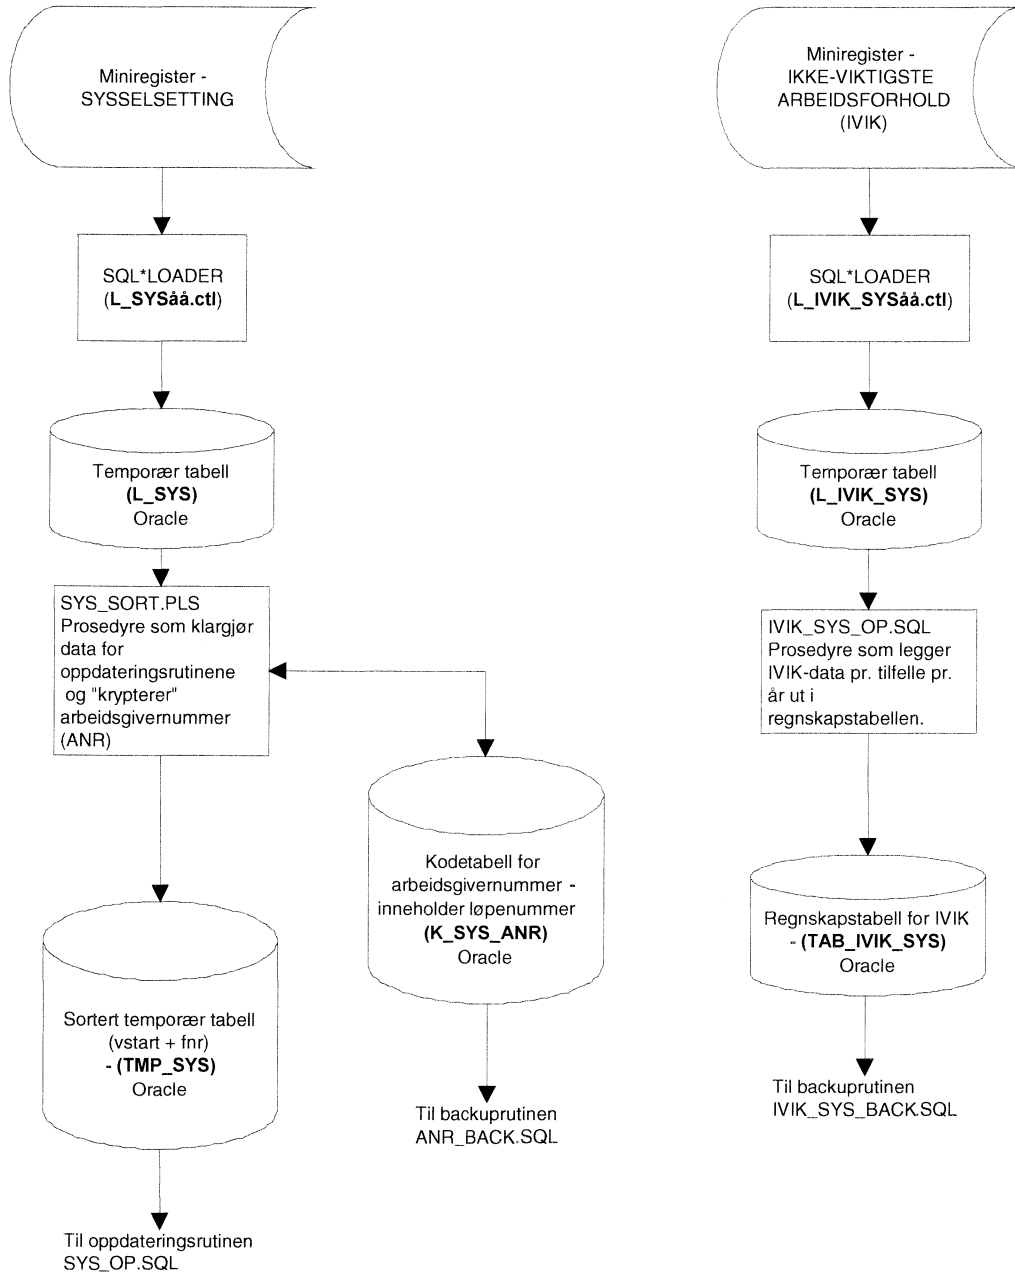 Miniregister -
SYSSELSETTING
SQL*LOADER
(L_SYSåå.ctl)
Temporær tabell
(L_SYS)
Oracle
SYS_SORT.PLS
Prosedyre som klargjør
data for
oppdateringsrutinene
og "krypterer"
arbeidsgivernummer
(ANR)
Kodetabell for
arbeidsgivernummer -
inneholder løpenummer
(K_SYS_ANR)
Oracle
Til backuprutinen
ANR_BACK.SQL
Sortert temporær tabell
(vstart + fnr)
- (TMP_SYS)
Oracle
Til oppdateringsrutinen
SYS_OP.SQL
Miniregister -
IKKE-VIKTIGSTE
ARBEIDSFORHOLD
(IVIK)
SQL*LOADER
(L_IVIK_SYSåå.ctl)
Temporær tabell
(L_IVIK_SYS)
Oracle
IVIK_SYS_OP.SQL
Prosedyre som legger
IVIK-data pr. tilfelle pr.
år ut i
regnskapstabellen.
Regnskapstabell for IVIK
- (TAB_IVIK_SYS)
Oracle
Til backuprutinen
IVIK_SYS_BACK.SQL